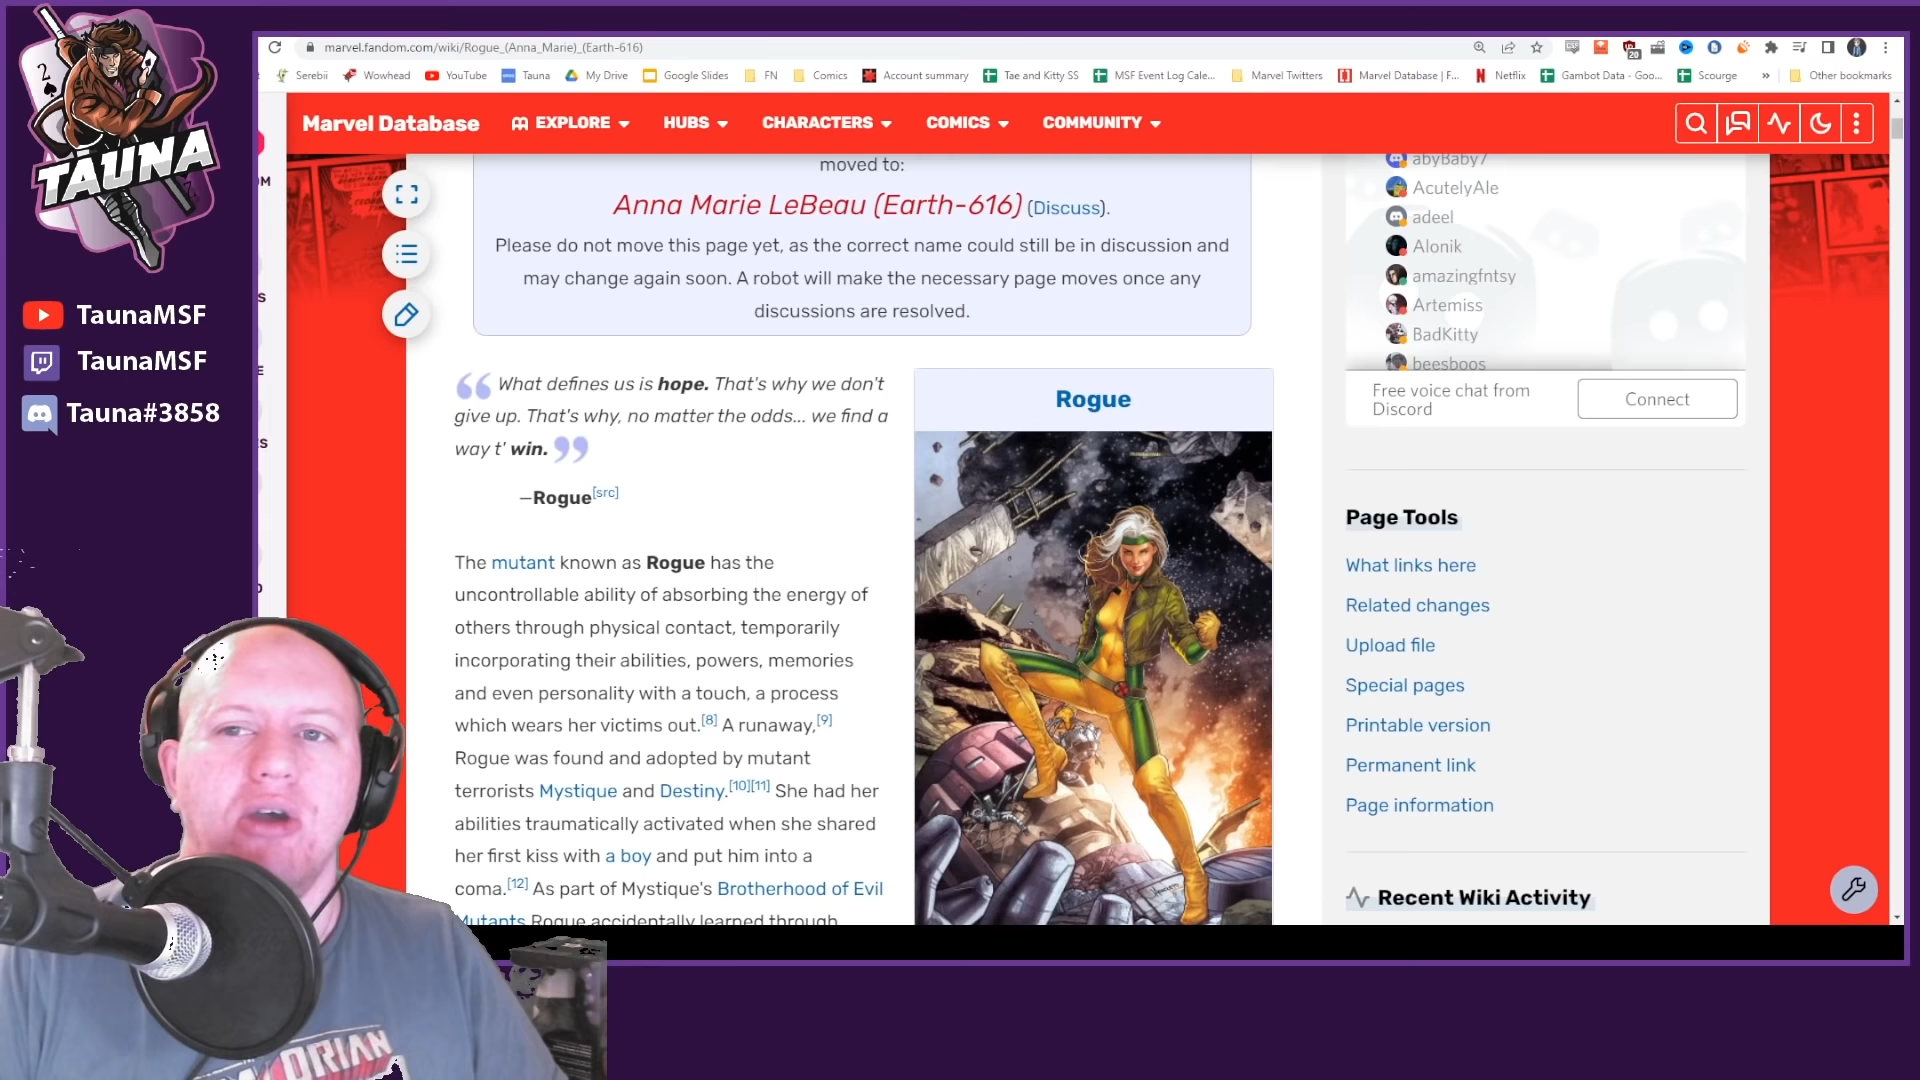 2
TAUNA
TaunaMSF
TaunaMSF
Tauna#3858
marvel.fandom.com/wiki/Rogue_(Anna_Marie)_(Earth-616)
20
Serebii
Wowhead
YouTube
Tauna
My Drive
Google Slides
FN
Comics
Account summary
Tae and Kitty SS
MSF Event Log Cale...
Marvel Twitters
Marvel Database | F...
Netflix
Gambot Data - Goo...
Scourge
»
Other bookmarks
Marvel Database
EXPLORE
HUBS
CHARACTERS
COMICS
COMMUNITY
moved to:
Anna Marie LeBeau (Earth-616) (Discuss).
Please do not move this page yet, as the correct name could still be in discussion and
may change again soon. A robot will make the necessary page moves once any
discussions are resolved.
What defines us is hope. That's why we don't
give up. That's why, no matter the odds... we find a
way t' win.
—Rogue[src]
The mutant known as Rogue has the
uncontrollable ability of absorbing the energy of
others through physical contact, temporarily
incorporating their abilities, powers, memories
and even personality with a touch, a process
which wears her victims out.[8] A runaway,[9]
Rogue was found and adopted by mutant
terrorists Mystique and Destiny.[10][11] She had her
abilities traumatically activated when she shared
her first kiss with a boy and put him into a
coma.[12] As part of Mystique's Brotherhood of Evil
Mutants Rogue accidentally learned through
Rogue
abyBaby7
AcutelyAle
adeel
Alonik
amazingfntsy
Artemiss
BadKitty
beesboos
Free voice chat from
Discord
Connect
Page Tools
What links here
Related changes
Upload file
Special pages
Printable version
Permanent link
Page information
Recent Wiki Activity